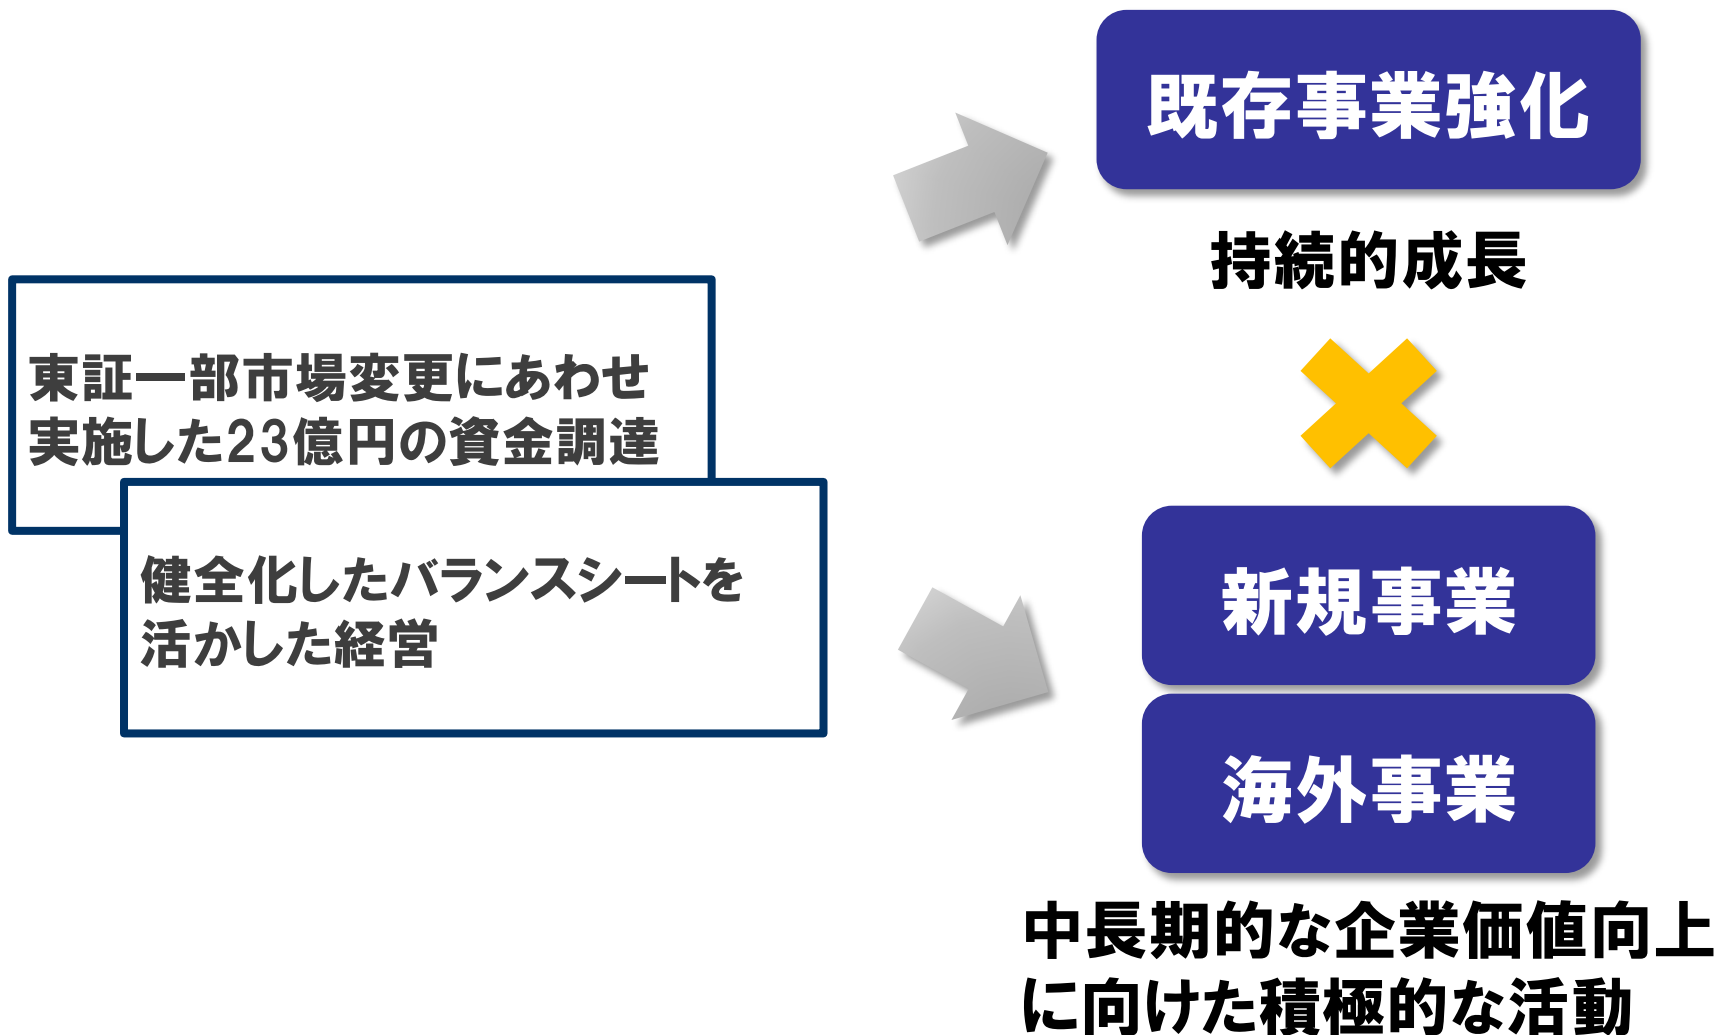 既存事業強化
持続的成長
東証一部市場変更にあわせ
実施した23億円の資金調達
健全化したバランスシートを
活かした経営
新規事業
海外事業
中長期的な企業価値向上
に向けた積極的な活動